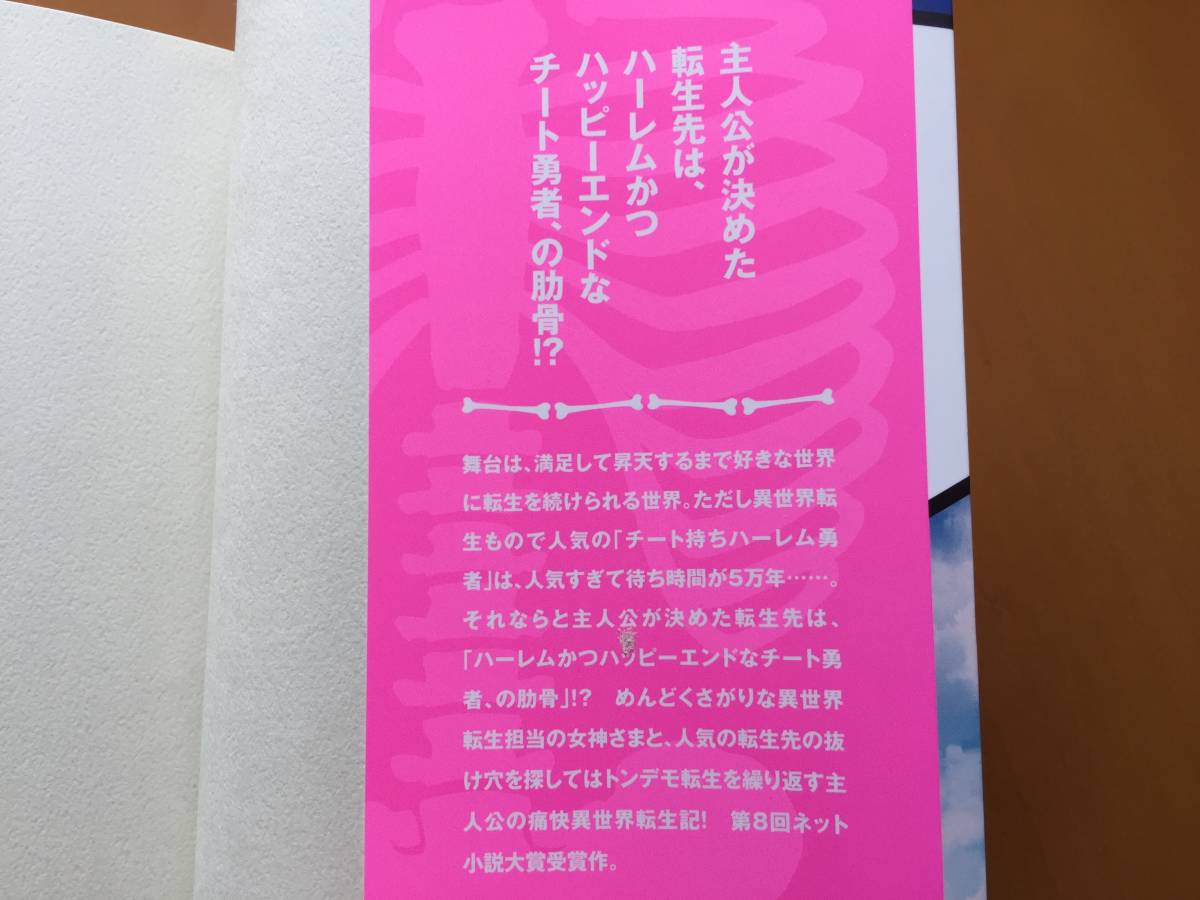 主人公が決めた
転生先は、
ハーレムかつ
ハッピーエンドな
チート勇者、の肋骨!?
舞台は、満足して昇天するまで好きな世界
に転生を続けられる世界。ただし異世界転
生もので人気の「チート持ちハーレム勇
者」は、人気すぎて待ち時間が5万年……。
それならと主人公が決めた転生先は、
「ハーレムかつハッピーエンドなチート勇
者、の肋骨」!?　めんどくさがりな異世界
転生担当の女神さまと、人気の転生先の抜
け穴を探してはトンデモ転生を繰り返す主
人公の痛快異世界転生記!　第8回ネット
小説大賞受賞作。